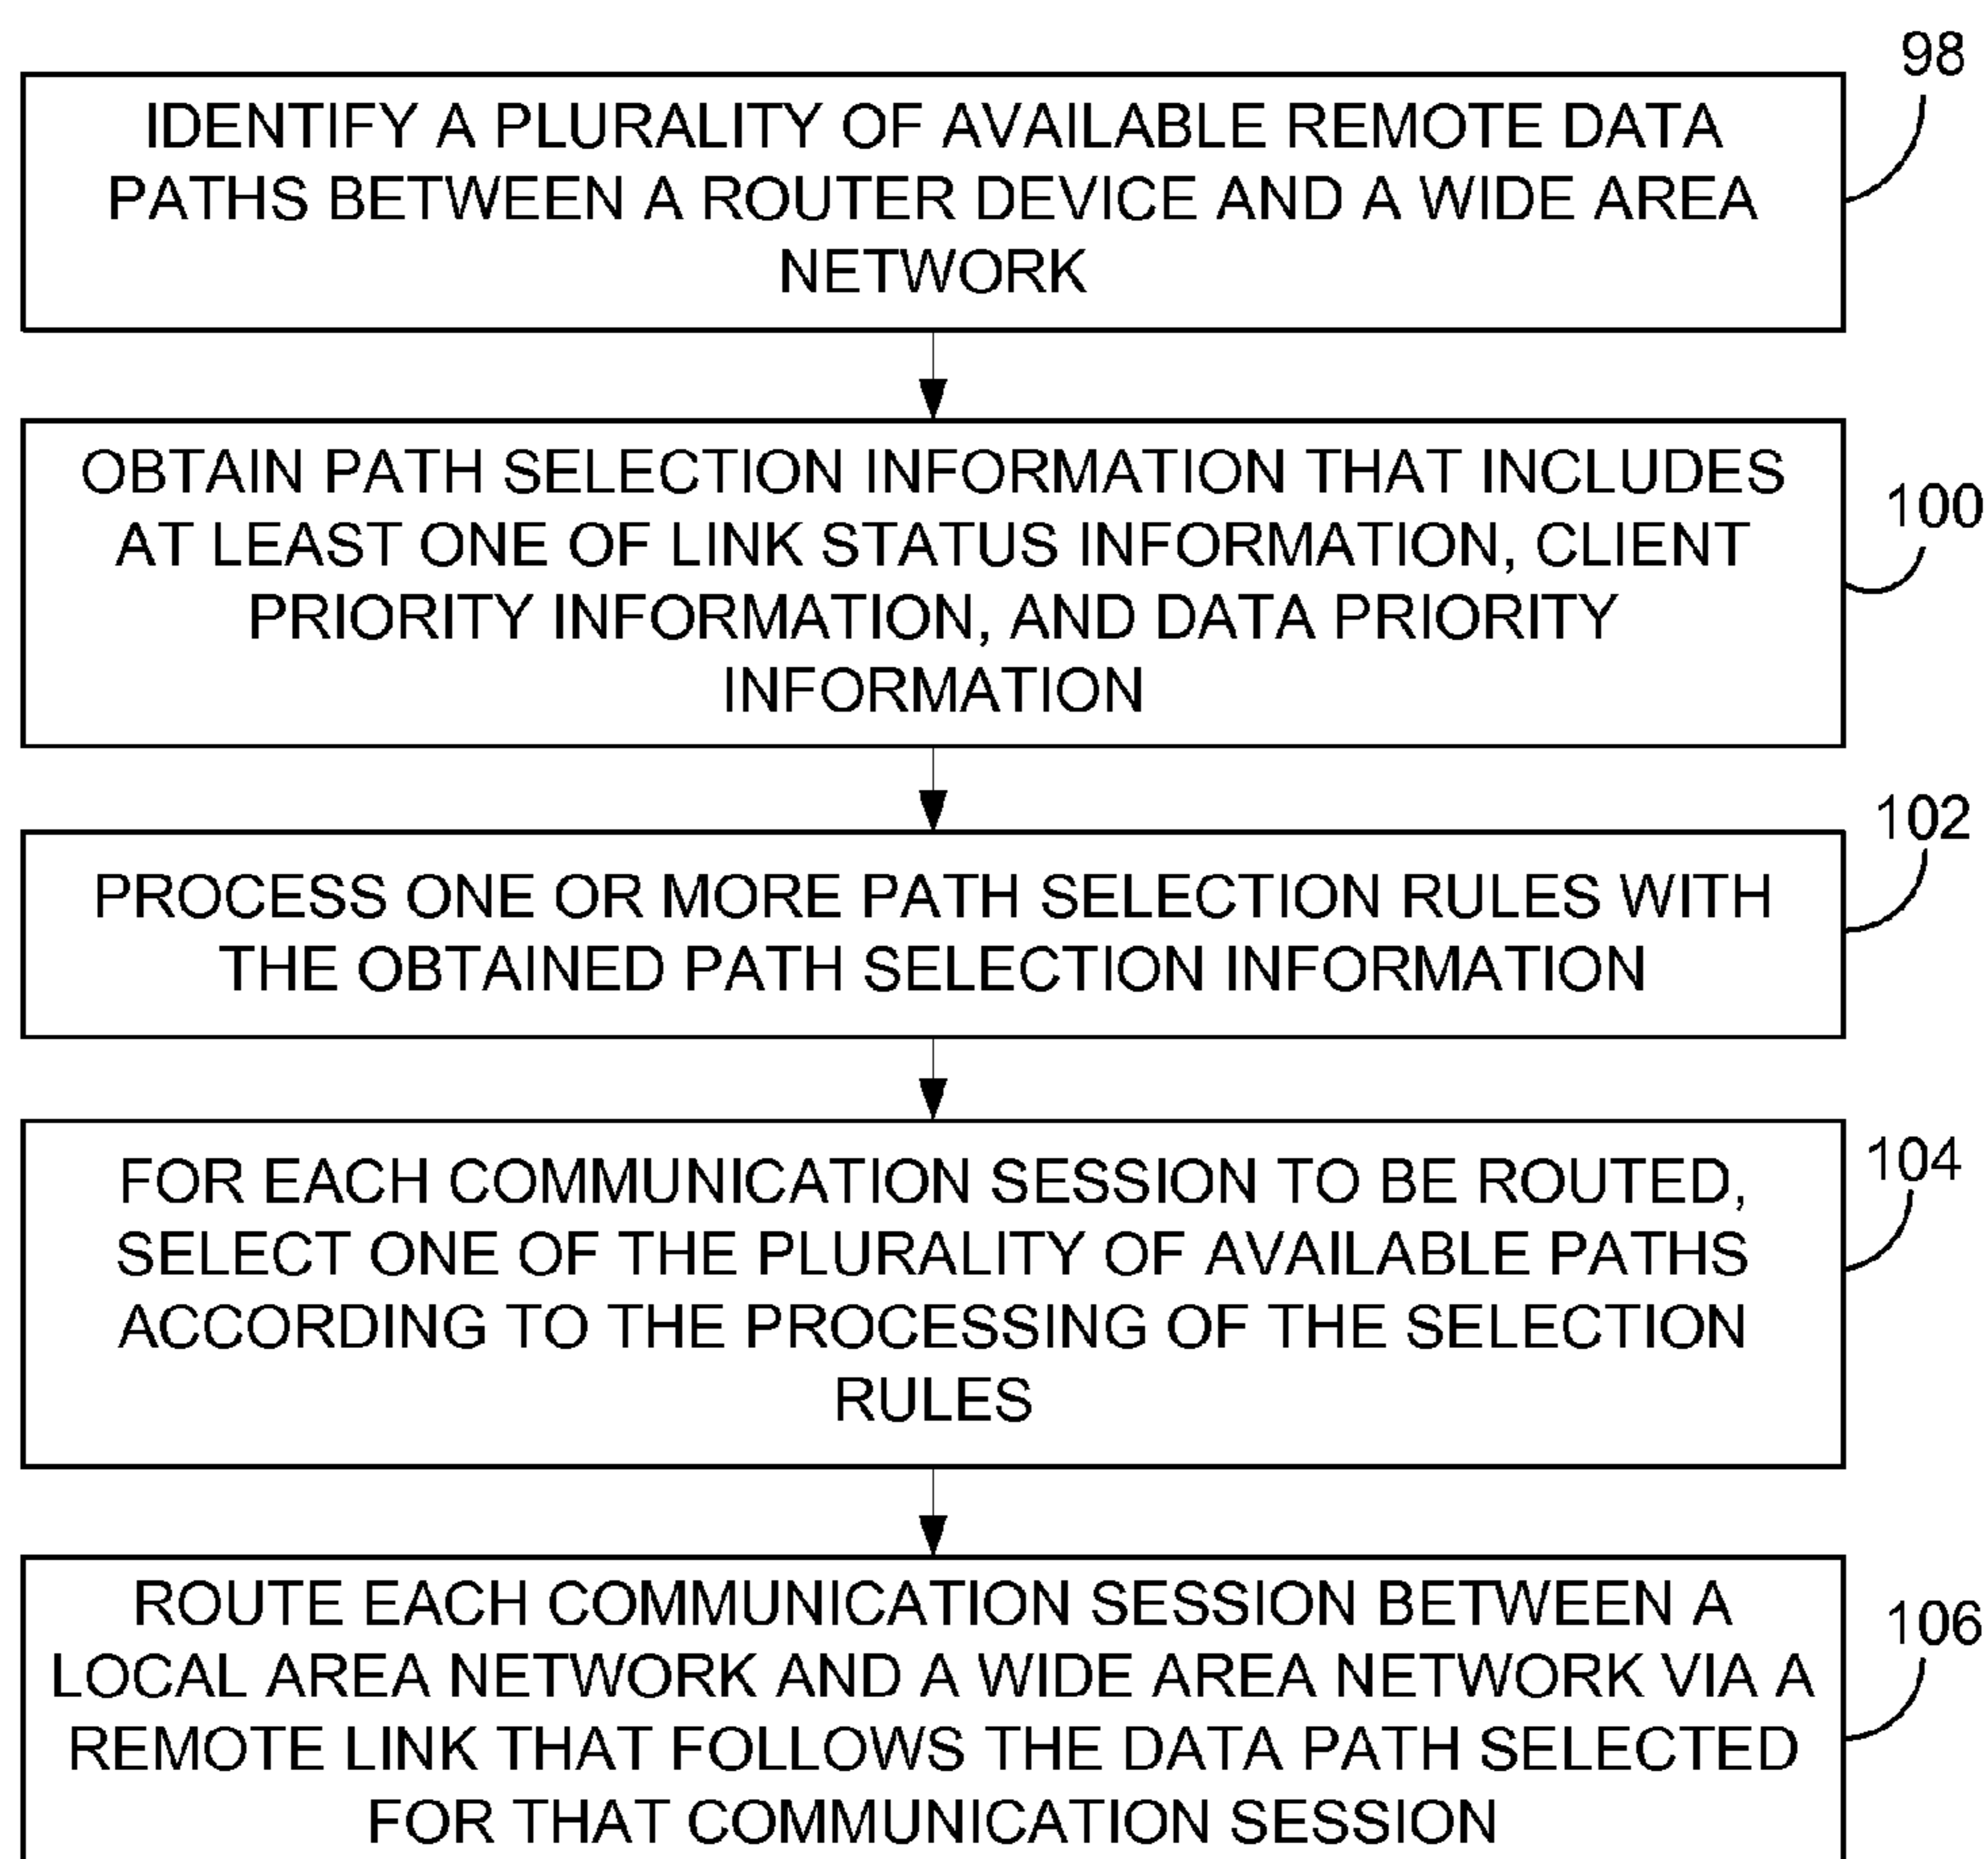 98
IDENTIFY A PLURALITY OF AVAILABLE REMOTE DATA
PATHS BETWEEN A ROUTER DEVICE AND A WIDE AREA
NETWORK
100
OBTAIN PATH SELECTION INFORMATION THAT INCLUDES
AT LEAST ONE OF LINK STATUS INFORMATION, CLIENT
PRIORITY INFORMATION, AND DATA PRIORITY
INFORMATION
102
PROCESS ONE OR MORE PATH SELECTION RULES WITH
THE OBTAINED PATH SELECTION INFORMATION
104
FOR EACH COMMUNICATION SESSION TO BE ROUTED,
SELECT ONE OF THE PLURALITY OF AVAILABLE PATHS
ACCORDING TO THE PROCESSING OF THE SELECTION
RULES
106
ROUTE EACH COMMUNICATION SESSION BETWEEN A
LOCAL AREA NETWORK AND A WIDE AREA NETWORK VIA A
REMOTE LINK THAT FOLLOWS THE DATA PATH SELECTED
FOR THAT COMMUNICATION SESSION